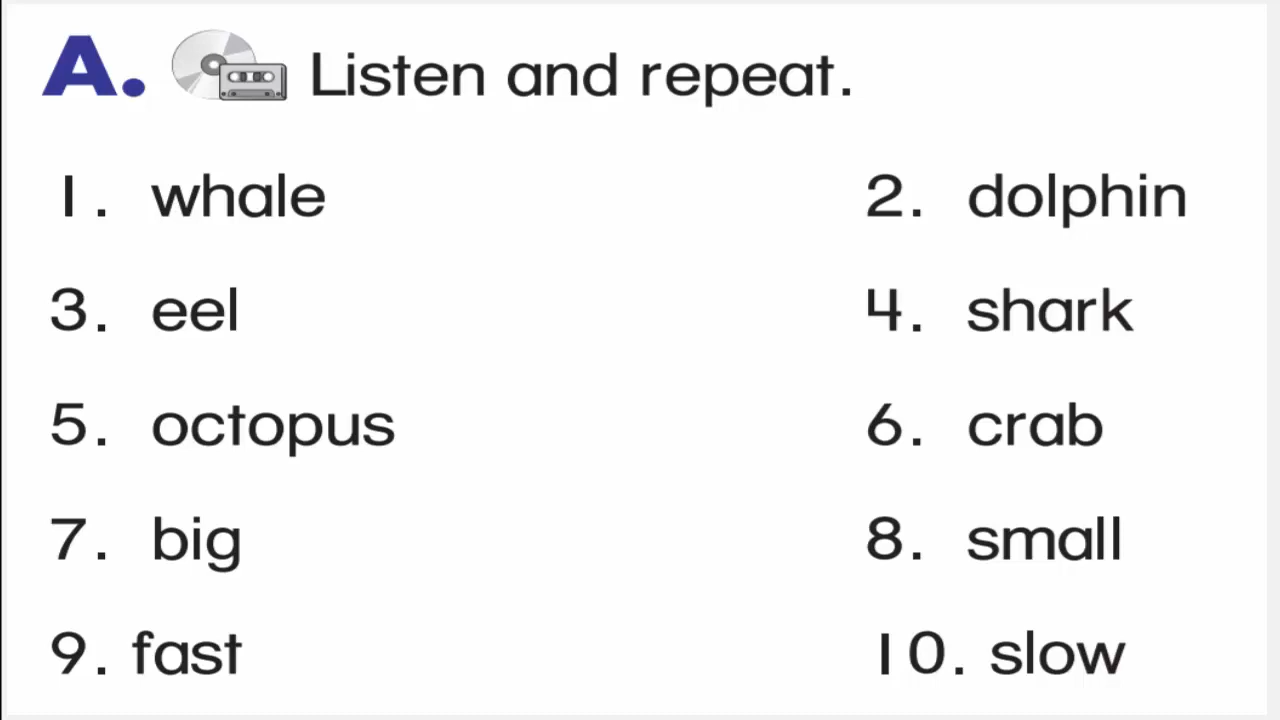 A. Listen and repeat.
1. whale 2. dolphin
3. eel 4. shark
5. octopus 6. crab
7. big 8. small
9. fast 10. slow